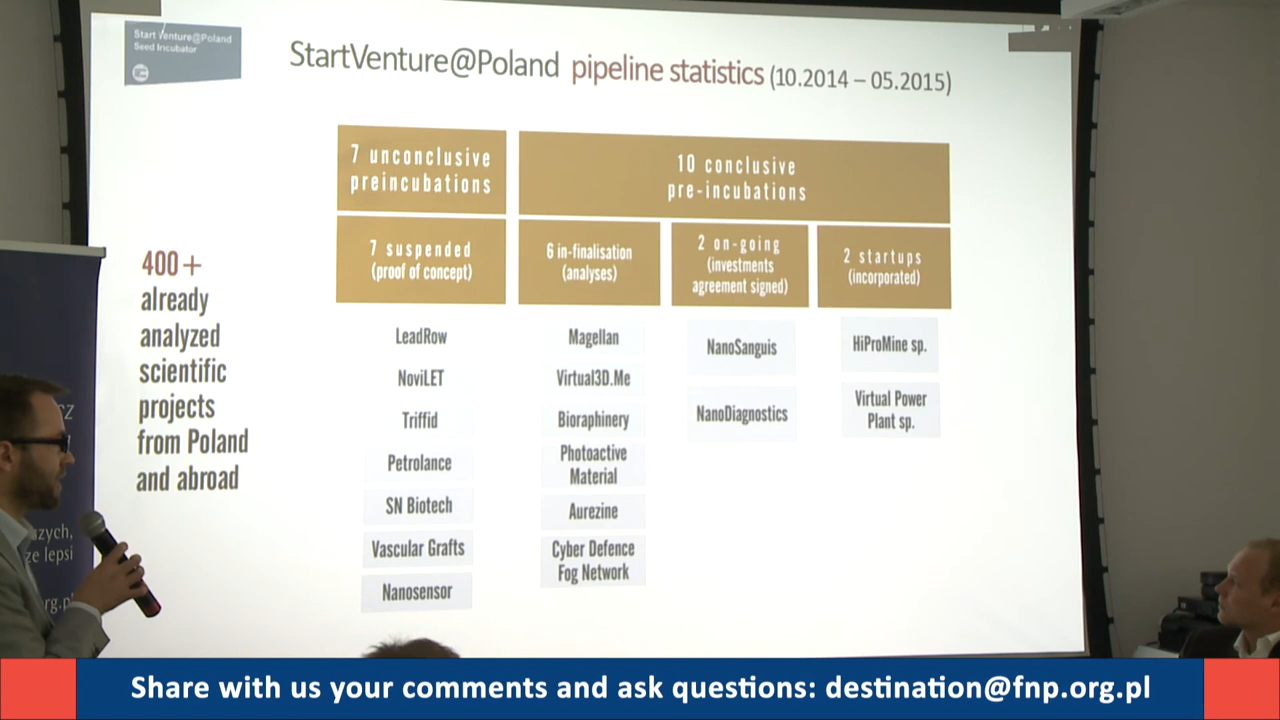 Start Venture@Poland
Seed Incubator
StartVenture@Poland pipeline statistics (10.2014 – 05.2015)
7 unconclusive
preincubations
10 conclusive
pre-incubations
7 suspended
(proof of concept)
6 in-finalisation
(analyses)
2 on-going
(investments
agreement signed)
2 startups
(incorporated)
400+
already
analyzed
scientific
projects
from Poland
and abroad
LeadRow
NoviLET
Triffid
Petrolance
SN Biotech
Vascular Grafts
Nanosensor
Magellan
Virtual3D.Me
Bioraphinery
Photoactive
Material
Aurezine
Cyber Defence
Fog Network
NanoSanguis
NanoDiagnostics
HiProMine sp.
Virtual Power
Plant sp.
lepsi
Share with us your comments and ask questions: destination@fnp.org.pl